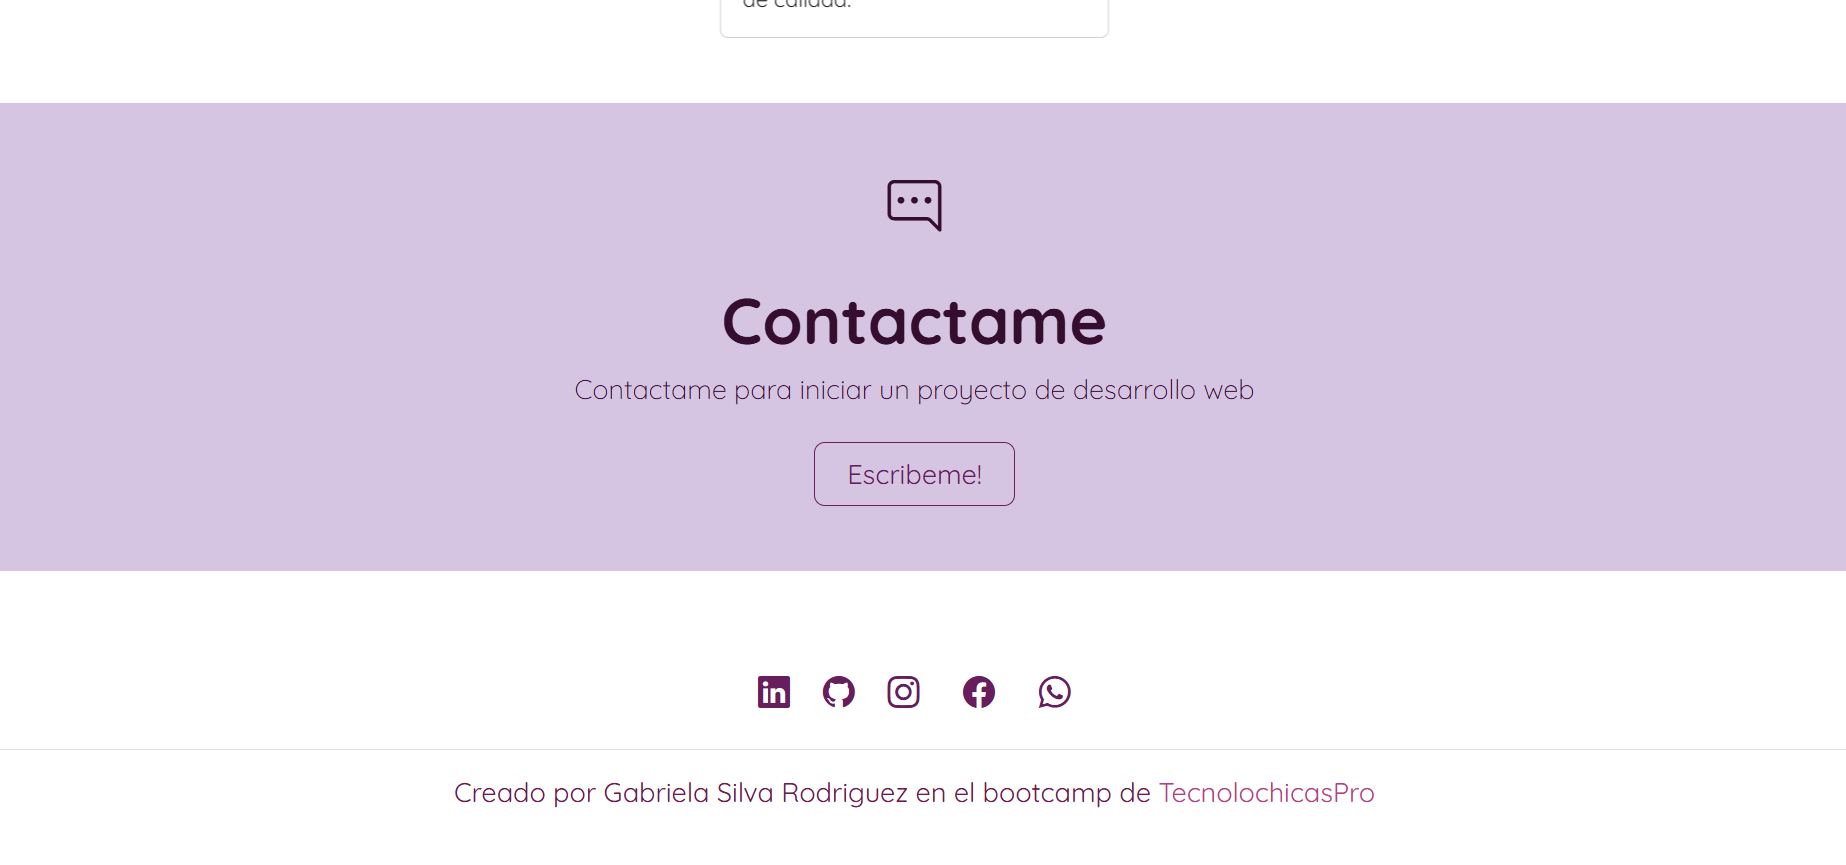 de calidad.
Contactame
Contactame para iniciar un proyecto de desarrollo web
Escribeme!
in
Creado por Gabriela Silva Rodriguez en el bootcamp de TecnolochicasPro